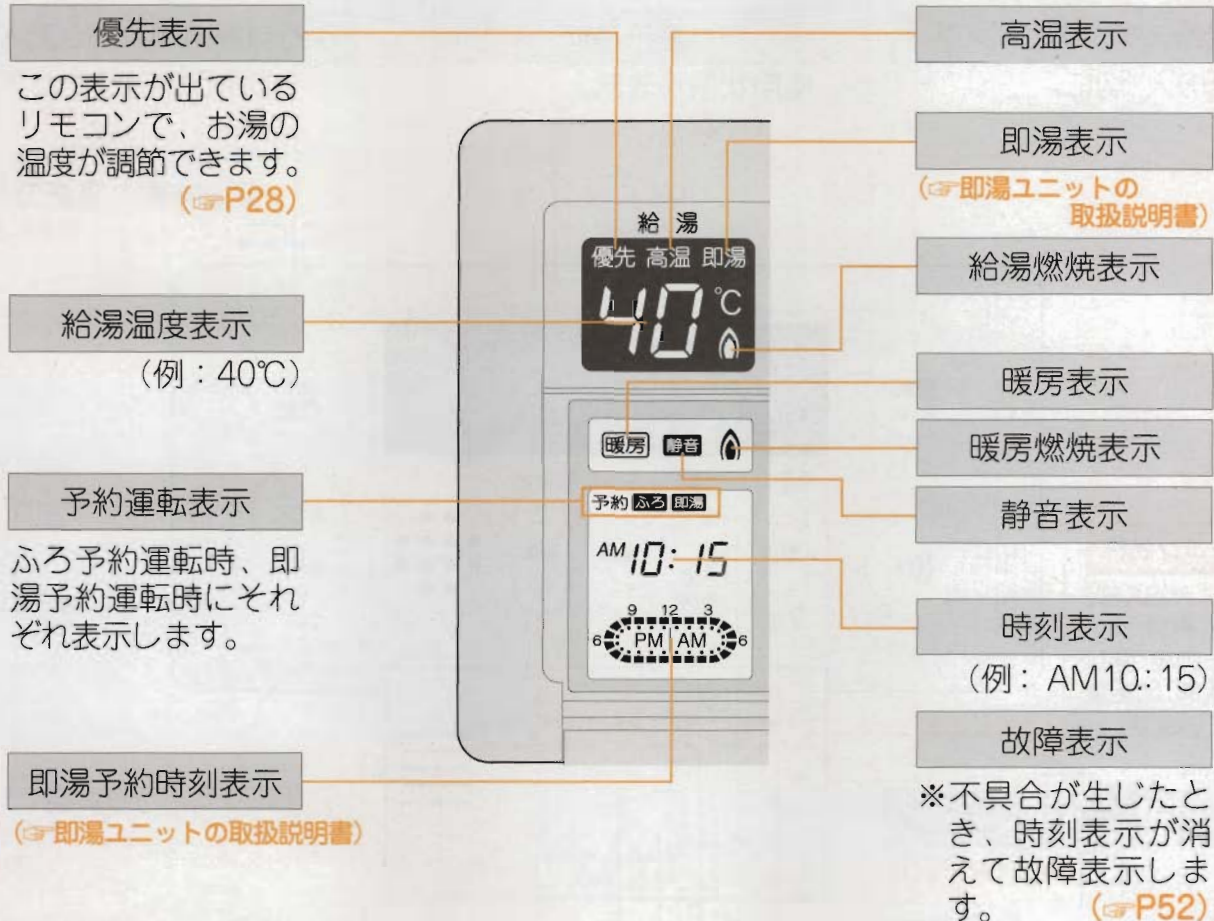 優先表示
この表示が出ている
リモコンで、お湯の
温度が調節できます。
(☞P28)
給湯温度表示
(例：40℃)
予約運転表示
ふろ予約運転時、即
湯予約運転時にそれ
ぞれ表示します。
即湯予約時刻表示
(☞即湯ユニットの取扱説明書)
給湯
優先 高温 即湯
40 ℃
暖房 静音
予約 ふろ 即湯
AM 10:15
9 12 3
6 PM AM 6
高温表示
即湯表示
(☞即湯ユニットの
取扱説明書)
給湯燃焼表示
暖房表示
暖房燃焼表示
静音表示
時刻表示
(例：AM10.:15)
故障表示
※不具合が生じたと
き、時刻表示が消
えて故障表示しま
す。 (☞P52)